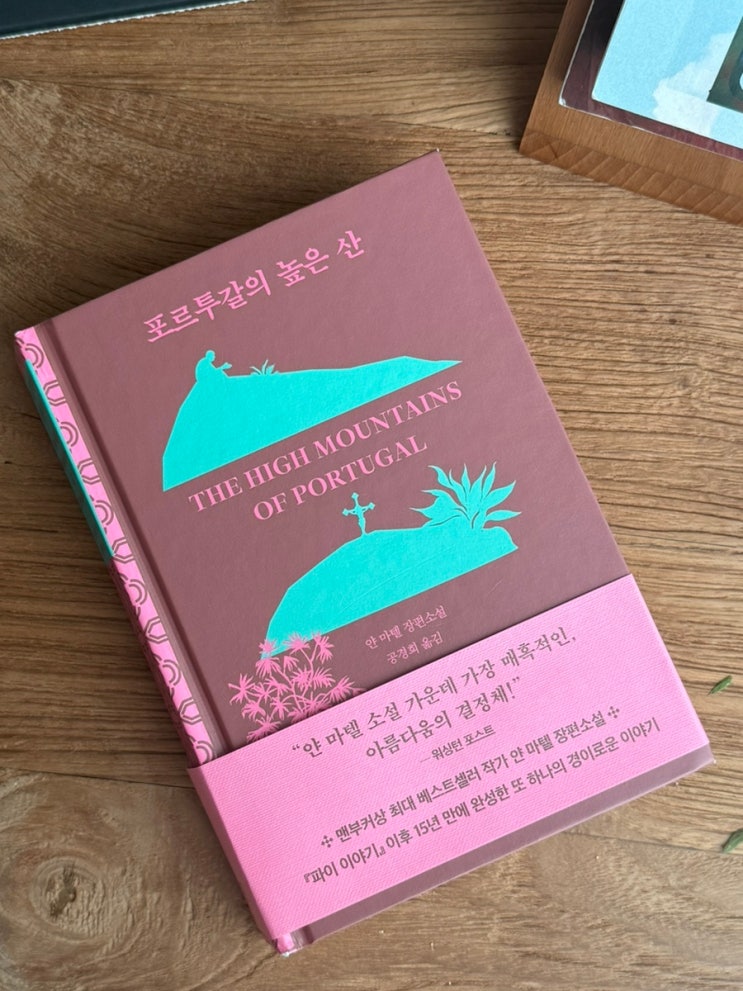 포르투갈의 높은 산
THE HIGH MOUNTAINS
OF PORTUGAL
얀 마텔 장편소설
공경희 옮김
“얀 마텔 소설 가운데 가장 매혹적인,
아름다움의 결정체!”
—워싱턴 포스트
✣ 맨부커상 최대 베스트셀러 작가 얀 마텔 장편소설 ✣
『파이 이야기』 이후 15년 만에 완성한 또 하나의 경이로운 이야기